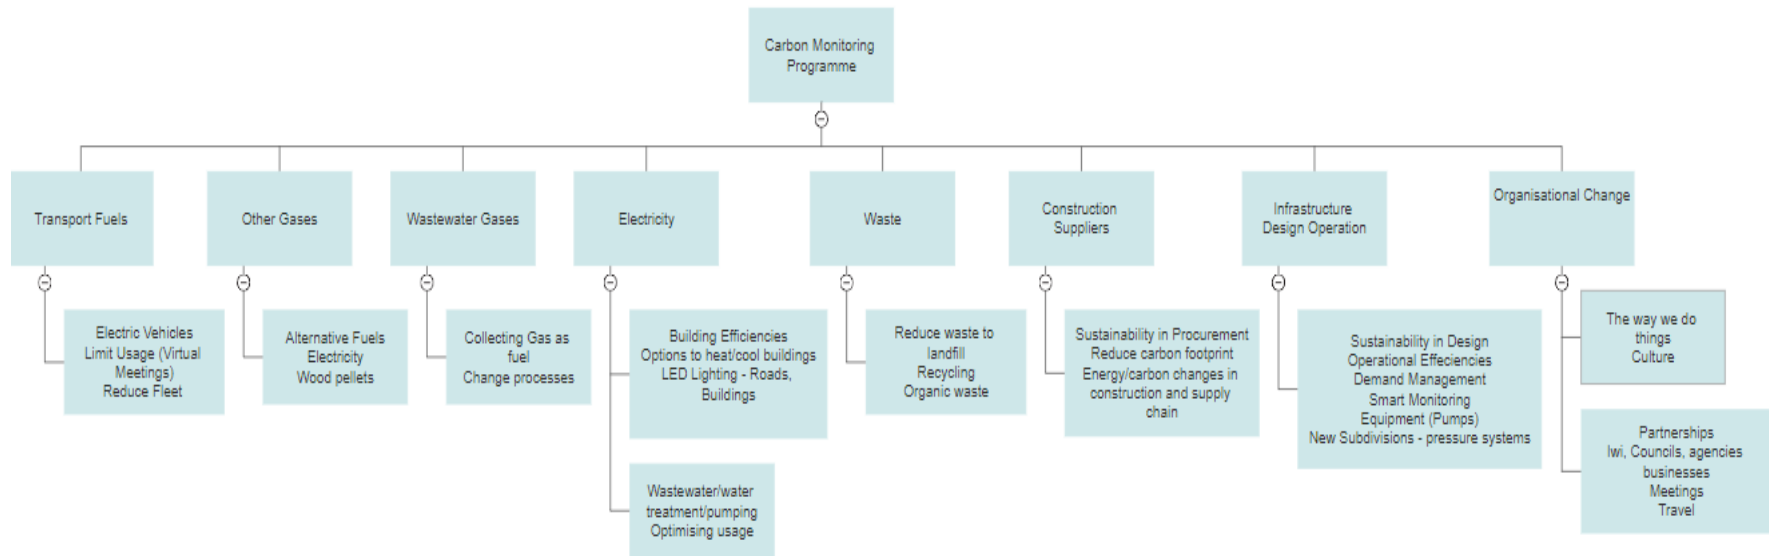 Carbon Monitoring
Programme
Transport Fuels
Other Gases
Wastewater Gases
Electricity
Waste
Construction
Suppliers
Infrastructure
Design Operation
Organisational Change
Electric Vehicles
Limit Usage (Virtual
Meetings)
Reduce Fleet
Alternative Fuels
Electricity
Wood pellets
Collecting Gas as
fuel
Change processes
Building Efficiencies
Options to heat/cool buildings
LED Lighting - Roads,
Buildings
Wastewater/water
treatment/pumping
Optimising usage
Reduce waste to
landfill
Recycling
Organic waste
Sustainability in Procurement
Reduce carbon footprint
Energy/carbon changes in
construction and supply
chain
Sustainability in Design
Operational Effeciencies
Demand Management
Smart Monitoring
Equipment (Pumps)
New Subdivisions - pressure systems
The way we do
things
Culture
Partnerships
Iwi, Councils, agencies
businesses
Meetings
Travel